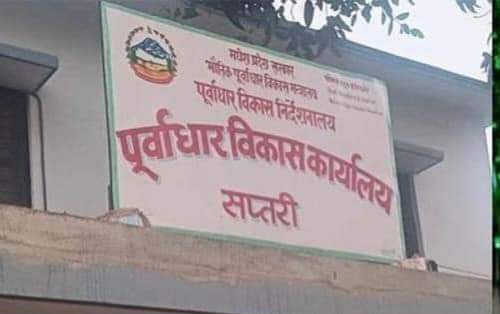 मधेश प्रदेश सरकार
भौतिक पूर्वाधार विकास मन्त्रालय
पूर्वाधार विकास निर्देशनालय
पूर्वाधार विकास कार्यालय
सप्तरी